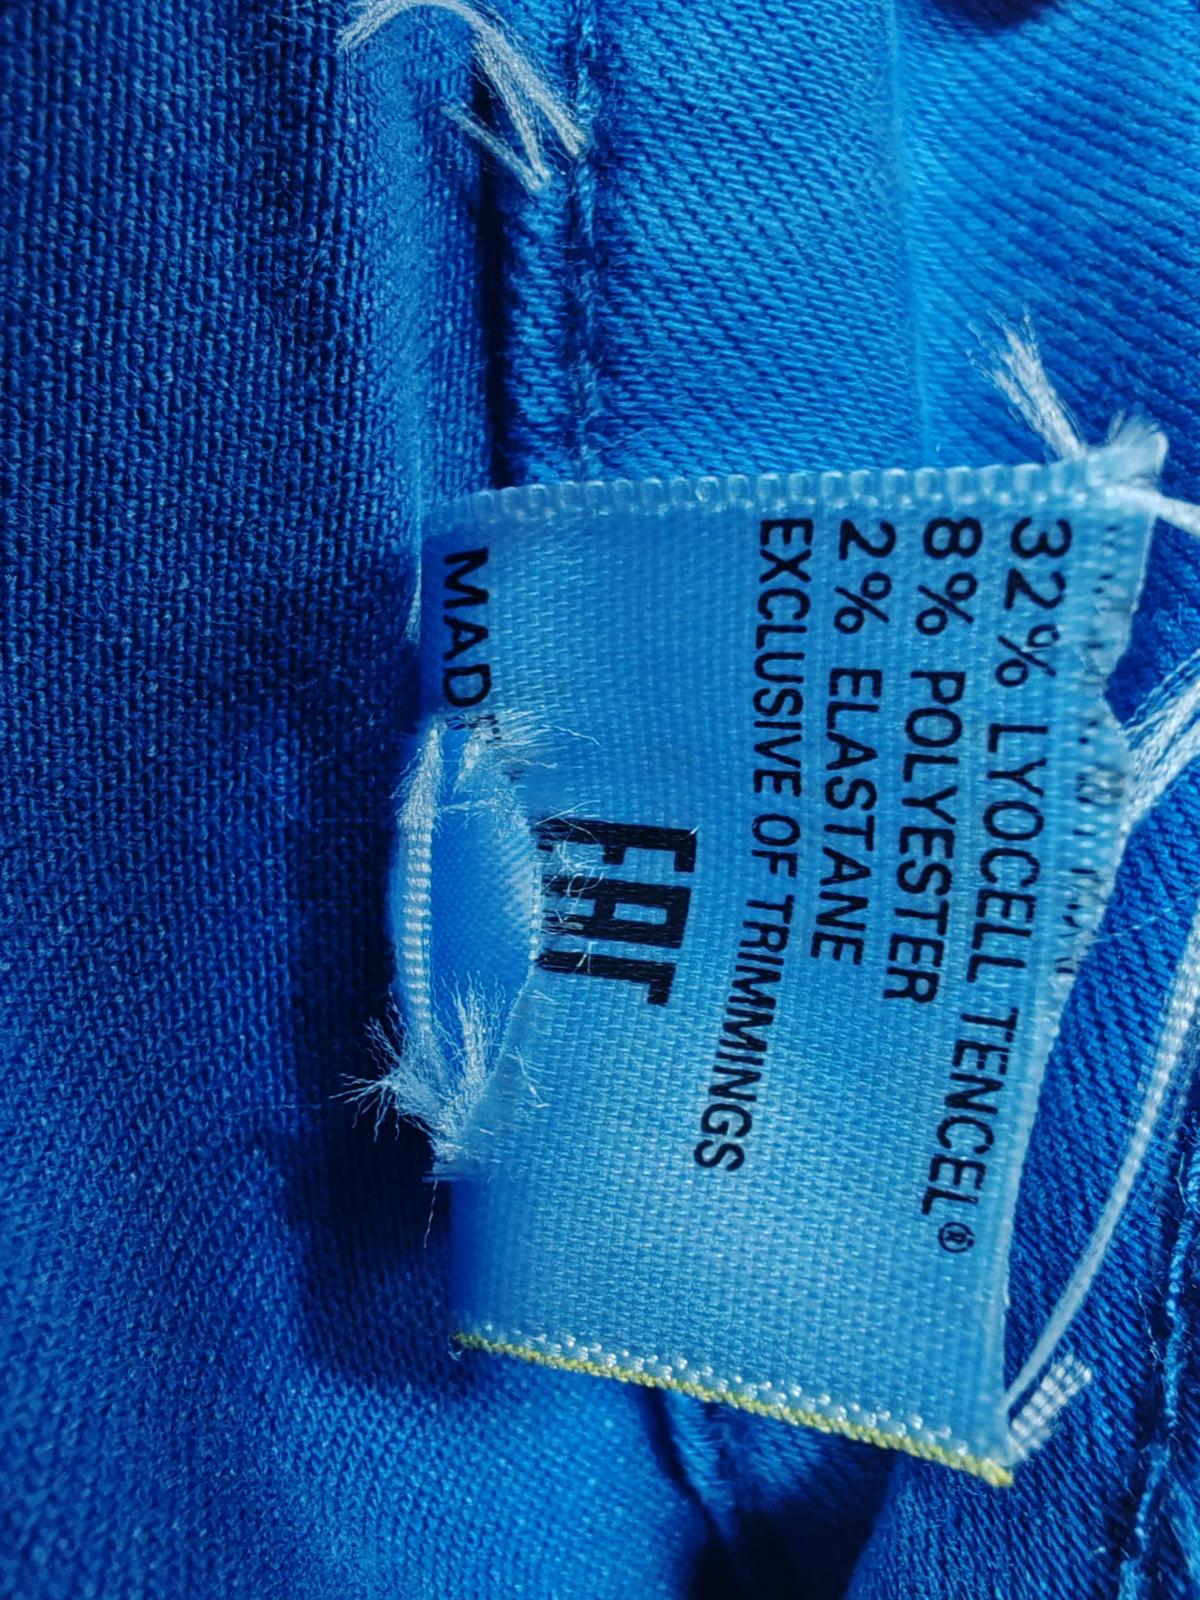 32% LYOCELL TENCEL®
8% POLYESTER
2% ELASTANE
EXCLUSIVE OF TRIMMINGS
EAC
MAD